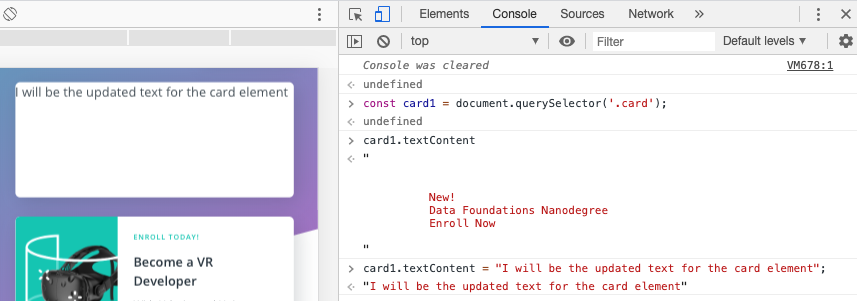 Elements Console Sources Network »
top Filter Default levels
Console was cleared VM678:1
undefined
const card1 = document.querySelector('.card');
undefined
card1.textContent
"
New!
Data Foundations Nanodegree
Enroll Now
"
card1.textContent = "I will be the updated text for the card element";
"I will be the updated text for the card element"
I will be the updated text for the card element
ENROLL TODAY!
Become a VR
Developer